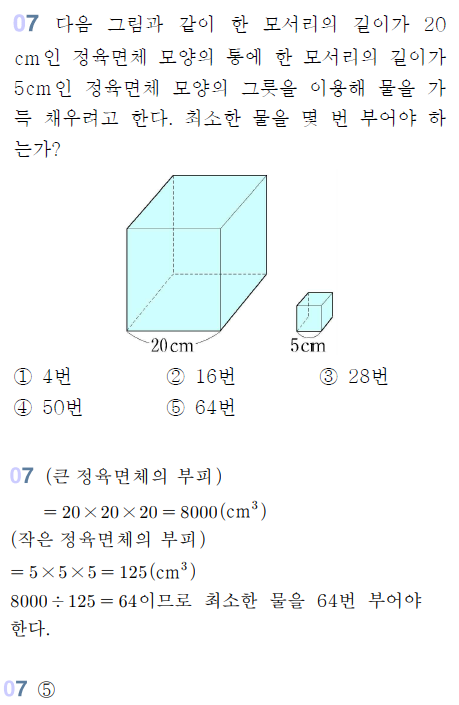 07 다음 그림과 같이 한 모서리의 길이가 20
cm인 정육면체 모양의 통에 한 모서리의 길이가
5cm인 정육면체 모양의 그릇을 이용해 물을 가
득 채우려고 한다. 최소한 물을 몇 번 부어야 하
는가?
20cm 5cm
① 4번 ② 16번 ③ 28번
④ 50번 ⑤ 64번
07 (큰 정육면체의 부피)
= 20×20×20 = 8000(cm³)
(작은 정육면체의 부피)
= 5×5×5 = 125(cm³)
8000÷125 = 64이므로 최소한 물을 64번 부어야
한다.
07 ⑤